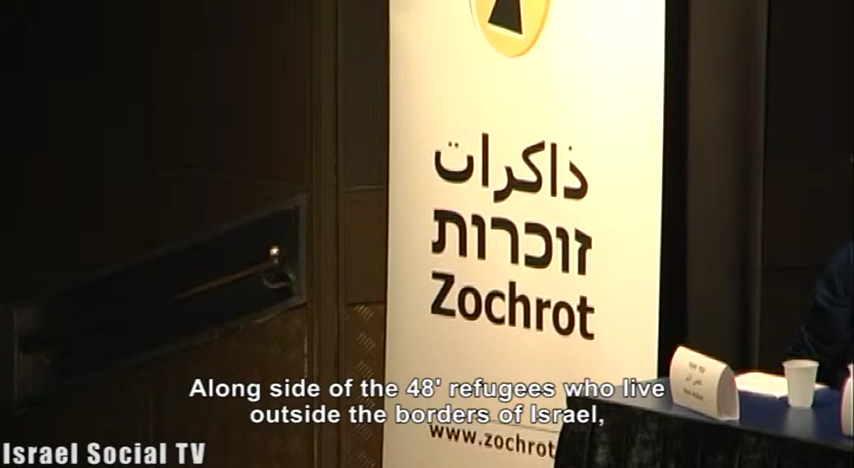 ذاكرات
זוכרות
Zochrot
Along side of the 48' refugees who live
outside the borders of Israel,
www.zochrot
Israel Social TV